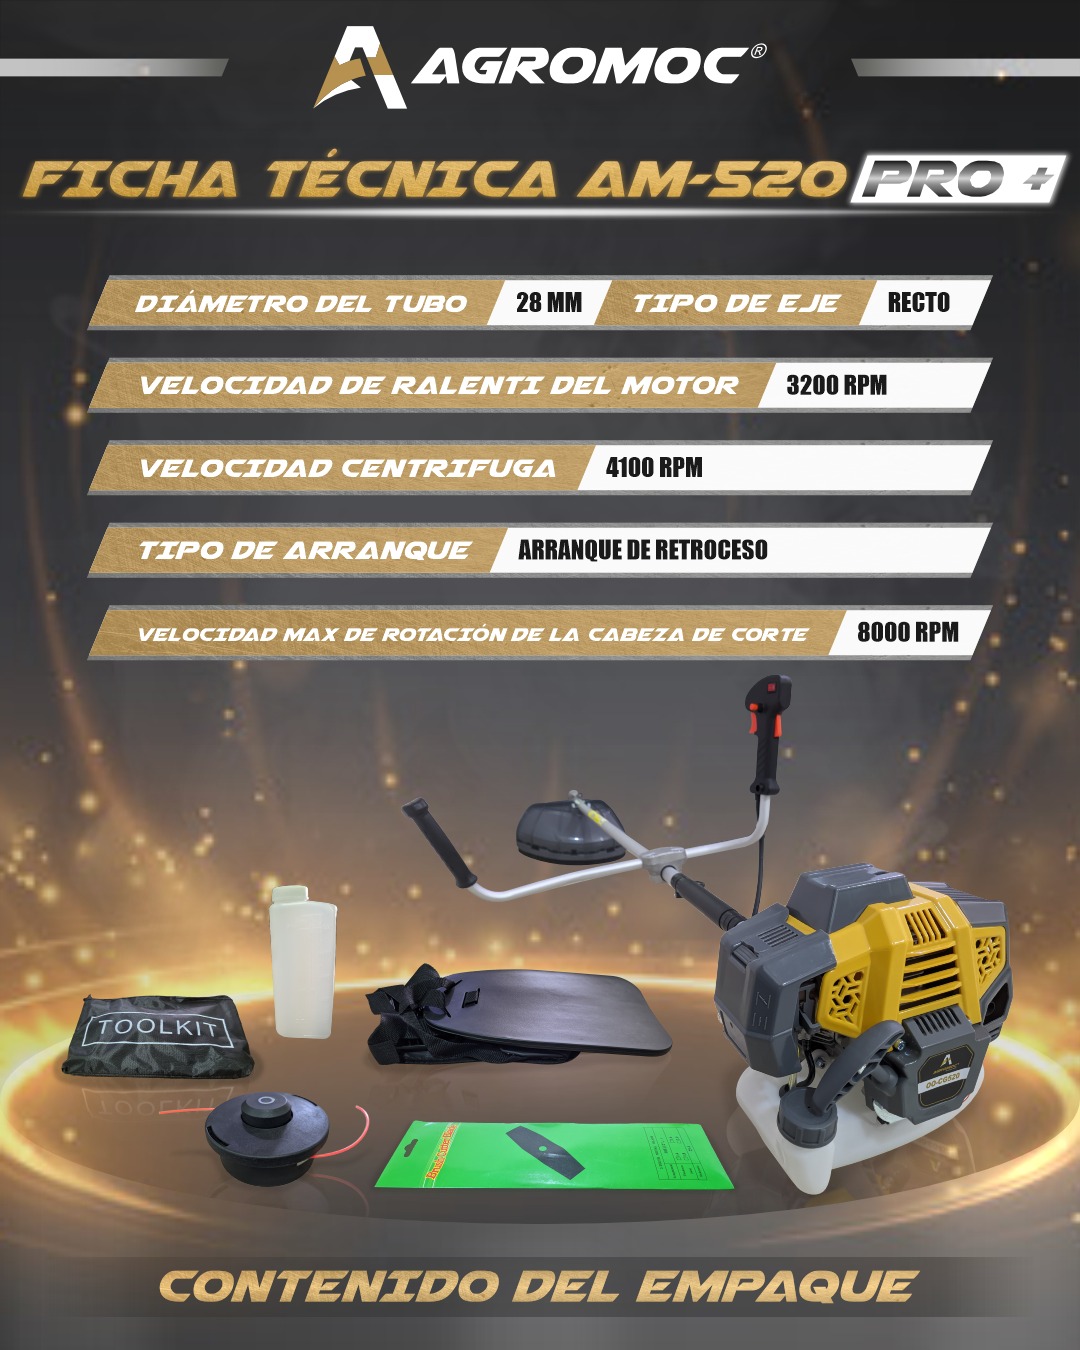 AGROMOC®
FICHA TÉCNICA AM-520 PRO +
DIÁMETRO DEL TUBO 28 MM TIPO DE EJE RECTO
VELOCIDAD DE RALENTI DEL MOTOR 3200 RPM
VELOCIDAD CENTRIFUGA 4100 RPM
TIPO DE ARRANQUE ARRANQUE DE RETROCESO
VELOCIDAD MAX DE ROTACIÓN DE LA CABEZA DE CORTE 8000 RPM
TOOLKIT
OO-CG520
CONTENIDO DEL EMPAQUE